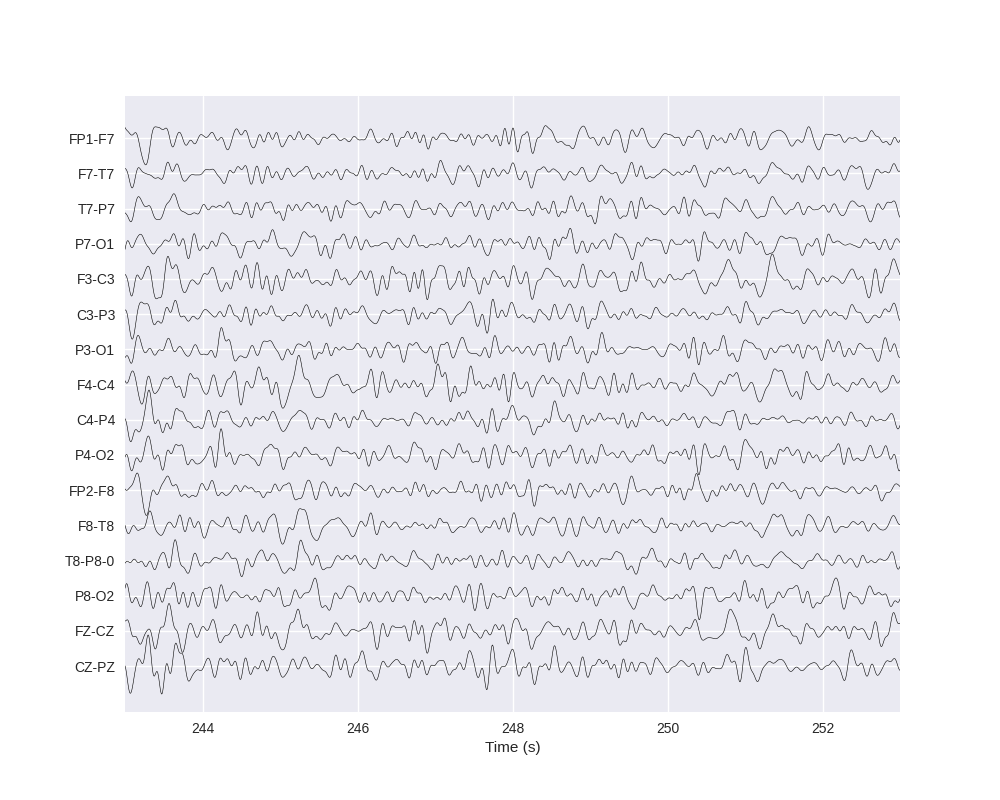 FP1-F7
F7-T7
T7-P7
P7-O1
F3-C3
C3-P3
P3-O1
F4-C4
C4-P4
P4-O2
FP2-F8
F8-T8
T8-P8-0
P8-O2
FZ-CZ
CZ-PZ
244 246 248 250 252
Time (s)